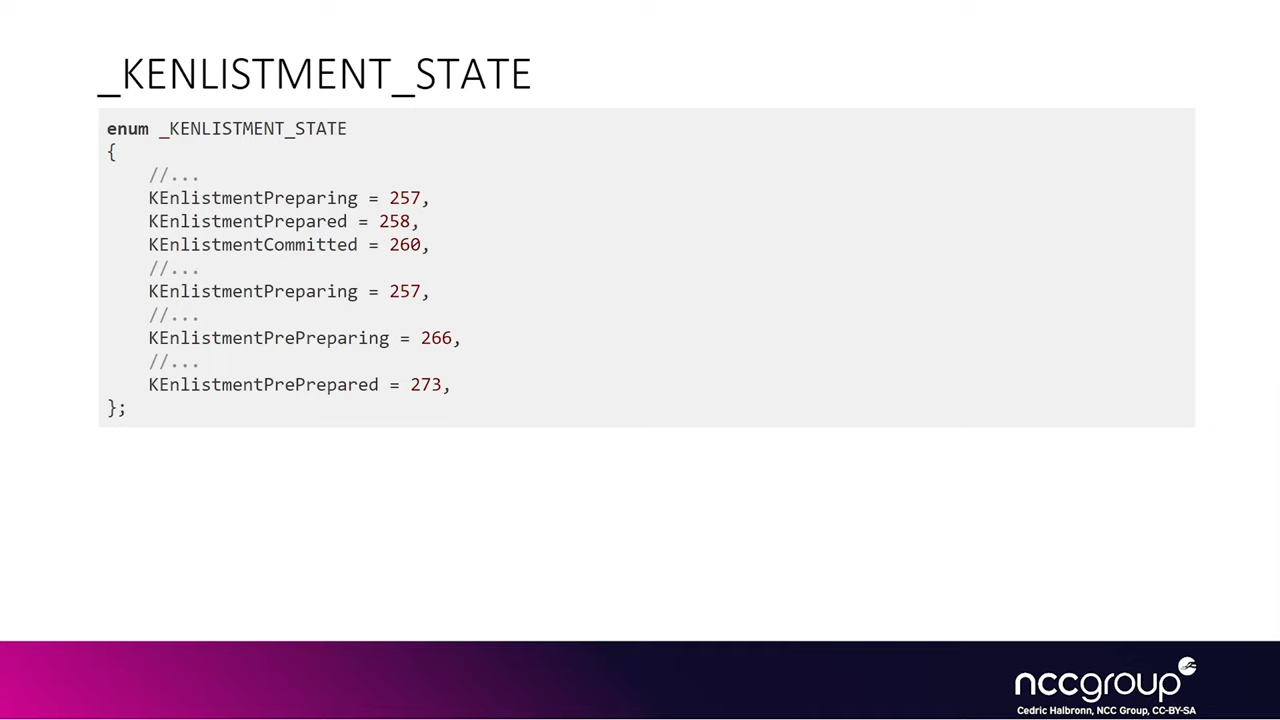 _KENLISTMENT_STATE
enum _KENLISTMENT_STATE
{
//...
KEnlistmentPreparing = 257,
KEnlistmentPrepared = 258,
KEnlistmentCommitted = 260,
//...
KEnlistmentPreparing = 257,
//...
KEnlistmentPrePreparing = 266,
//...
KEnlistmentPrePrepared = 273,
};
nccgroup
Cedric Halbronn, NCC Group, CC-BY-SA